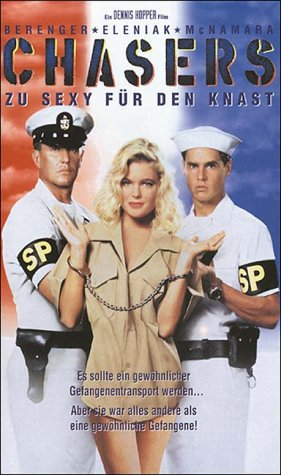 Ein DENNIS HOPPER Film
BERENGER ★ ELENIAK ★ McNAMARA
CHASERS
ZU SEXY FÜR DEN KNAST
SP
SP
Es sollte ein gewöhnlicher
Gefangenentransport werden...
Aber sie war alles andere als
eine gewöhnliche Gefangene!